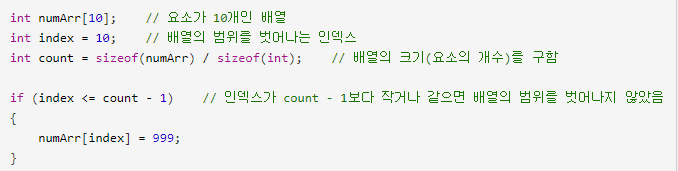 int numArr[10];    // 요소가 10개인 배열
int index = 10;    // 배열의 범위를 벗어나는 인덱스
int count = sizeof(numArr) / sizeof(int);    // 배열의 크기(요소의 개수)를 구함
if (index <= count - 1)    // 인덱스가 count - 1보다 작거나 같으면 배열의 범위를 벗어나지 않았음
{
    numArr[index] = 999;
}